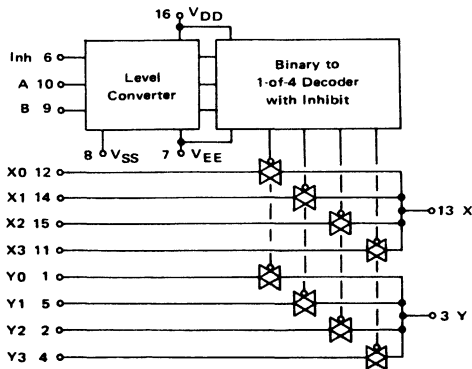 16 VDD
Inh 6
A 10
B 9
Level
Converter
Binary to
1-of-4 Decoder
with Inhibit
8 VSS
7 VEE
X0 12
X1 14
X2 15
X3 11
13 X
Y0 1
Y1 5
Y2 2
Y3 4
3 Y